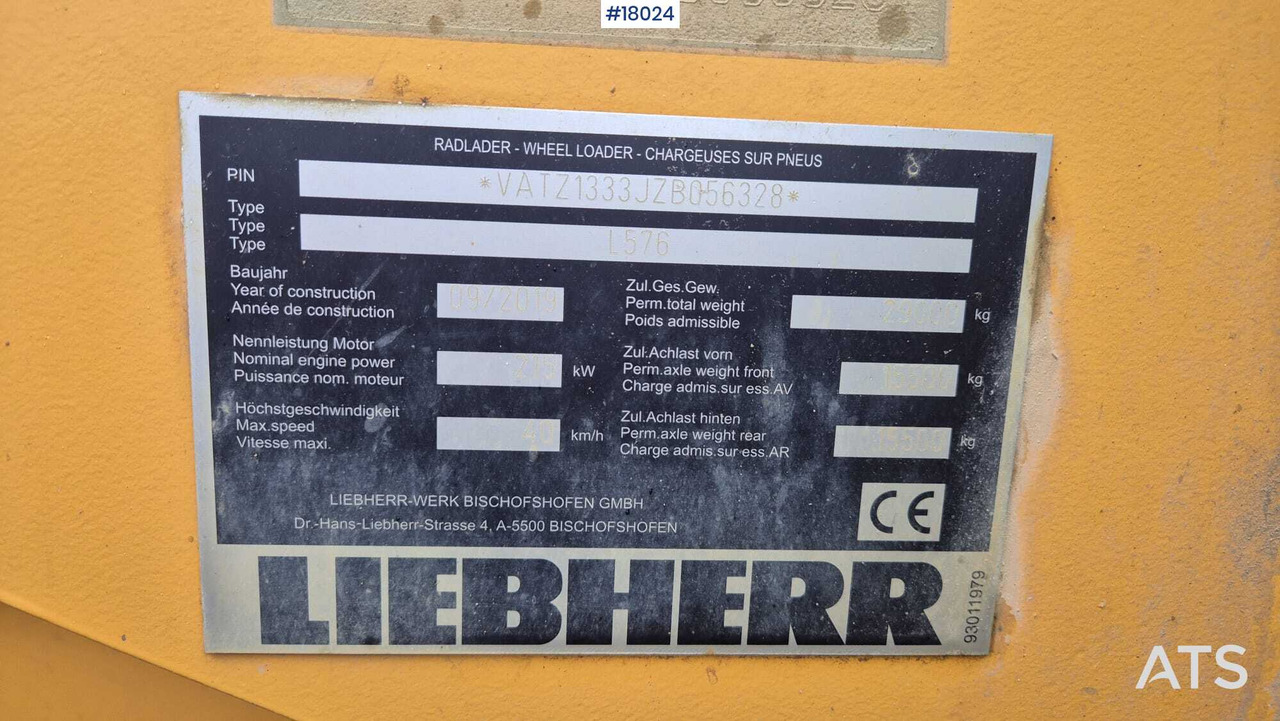 #18024
RADLADER - WHEEL LOADER - CHARGEUSES SUR PNEUS
PIN *VATZ1333JZB056328*
Type
Type L576
Type
Baujahr
Year of construction 09/2019
Année de construction
Zul.Ges.Gew.
Perm.total weight kg
Poids admissible
Nennleistung Motor
Nominal engine power kW
Puissance nom. moteur
Zul.Achlast vorn
Perm.axle weight front kg
Charge admis.sur ess.AV
Höchstgeschwindigkeit
Max.speed 40 km/h
Vitesse maxi.
Zul.Achlast hinten
Perm.axle weight rear kg
Charge admis.sur ess.AR
LIEBHERR-WERK BISCHOFSHOFEN GMBH
Dr.-Hans-Liebherr-Strasse 4, A-5500 BISCHOFSHOFEN
CE
LIEBHERR
93011979
ATS